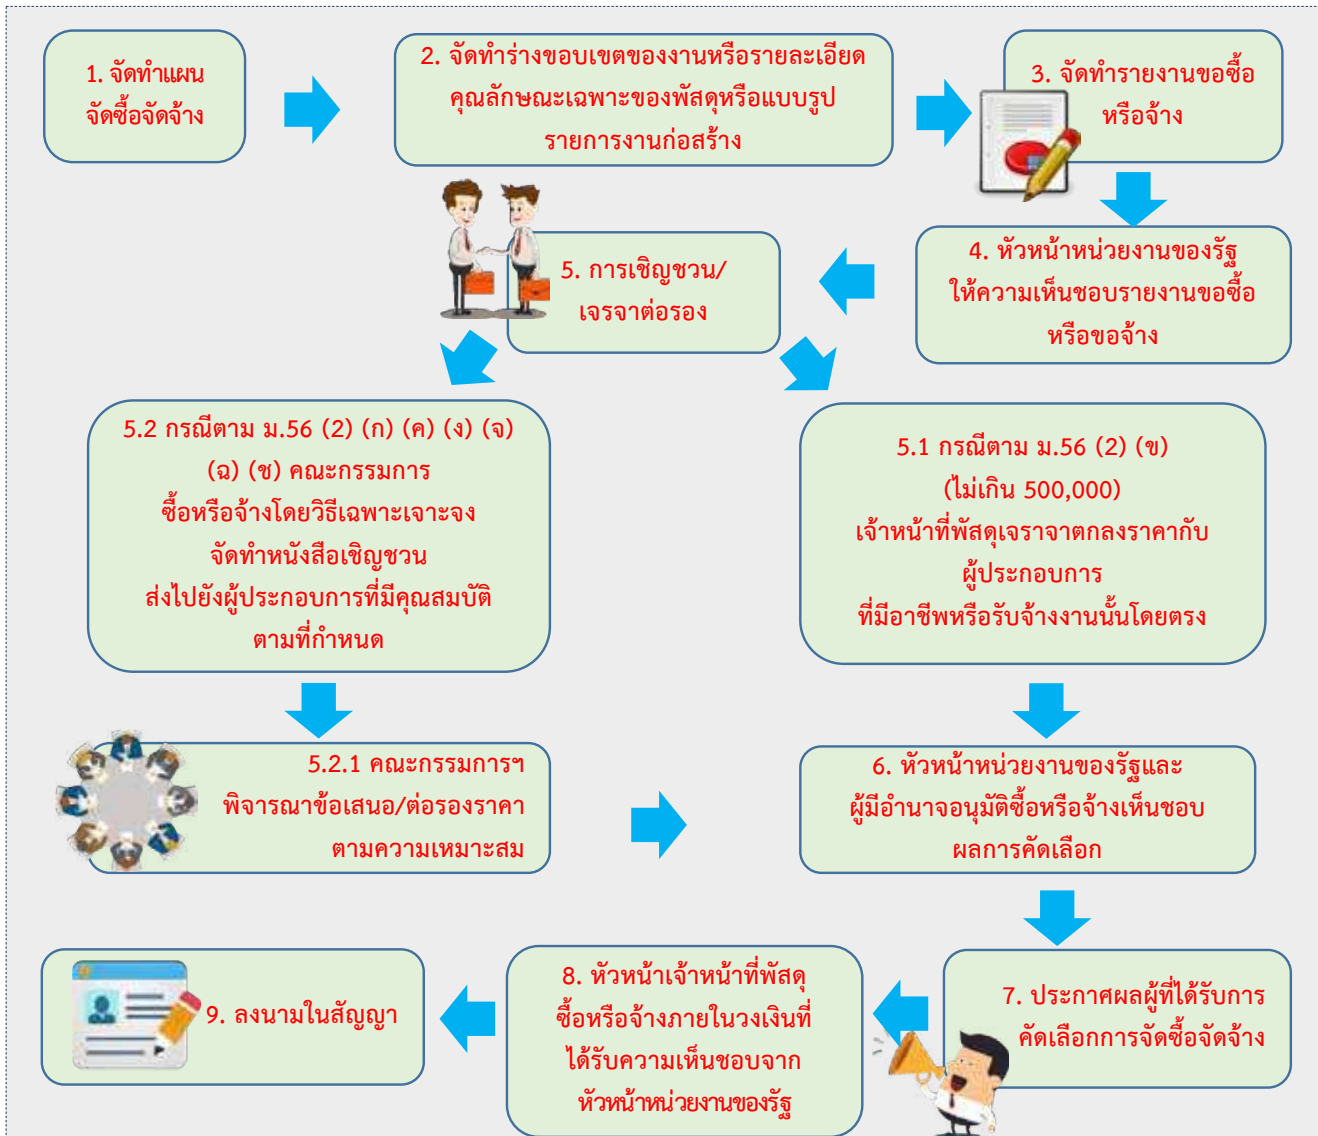 1. จัดทำแผน
จัดซื้อจัดจ้าง
2. จัดทำร่างขอบเขตของงานหรือรายละเอียด
คุณลักษณะเฉพาะของพัสดุหรือแบบรูป
รายการงานก่อสร้าง
3. จัดทำรายงานขอซื้อ
หรือจ้าง
4. หัวหน้าหน่วยงานของรัฐ
ให้ความเห็นชอบรายงานขอซื้อ
หรือขอจ้าง
5. การเชิญชวน/
เจรจาต่อรอง
5.2 กรณีตาม ม.56 (2) (ก) (ค) (ง) (จ)
(ฉ) (ช) คณะกรรมการ
ซื้อหรือจ้างโดยวิธีเฉพาะเจาะจง
จัดทำหนังสือเชิญชวน
ส่งไปยังผู้ประกอบการที่มีคุณสมบัติ
ตามที่กำหนด
5.1 กรณีตาม ม.56 (2) (ข)
(ไม่เกิน 500,000)
เจ้าหน้าที่พัสดุเจราจาตกลงราคากับ
ผู้ประกอบการ
ที่มีอาชีพหรือรับจ้างงานนั้นโดยตรง
5.2.1 คณะกรรมการฯ
พิจารณาข้อเสนอ/ต่อรองราคา
ตามความเหมาะสม
6. หัวหน้าหน่วยงานของรัฐและ
ผู้มีอำนาจอนุมัติซื้อหรือจ้างเห็นชอบ
ผลการคัดเลือก
7. ประกาศผลผู้ที่ได้รับการ
คัดเลือกการจัดซื้อจัดจ้าง
8. หัวหน้าเจ้าหน้าที่พัสดุ
ซื้อหรือจ้างภายในวงเงินที่
ได้รับความเห็นชอบจาก
หัวหน้าหน่วยงานของรัฐ
9. ลงนามในสัญญา